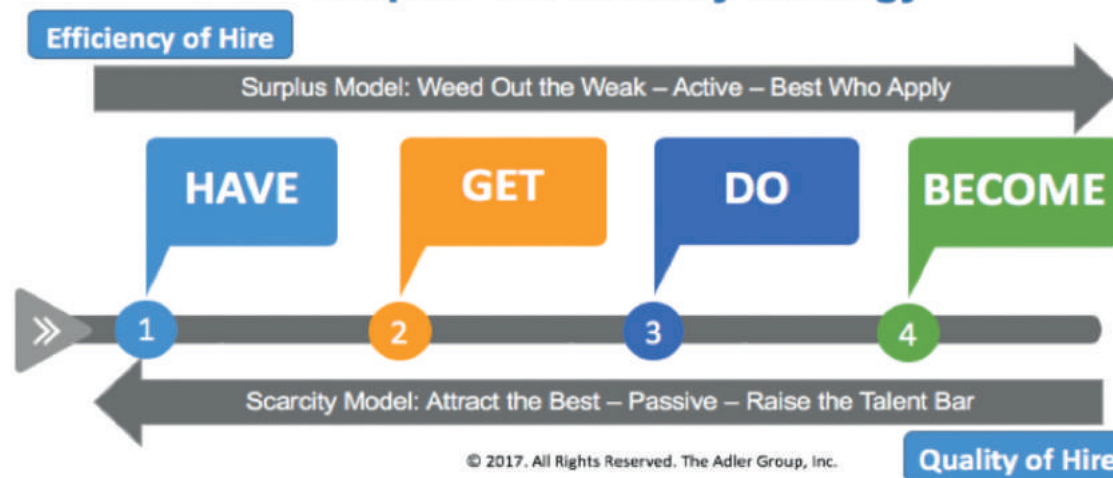 Efficiency of Hire
Surplus Model: Weed Out the Weak – Active – Best Who Apply
HAVE
GET
DO
BECOME
1
2
3
4
Scarcity Model: Attract the Best – Passive – Raise the Talent Bar
© 2017. All Rights Reserved. The Adler Group, Inc.
Quality of Hire